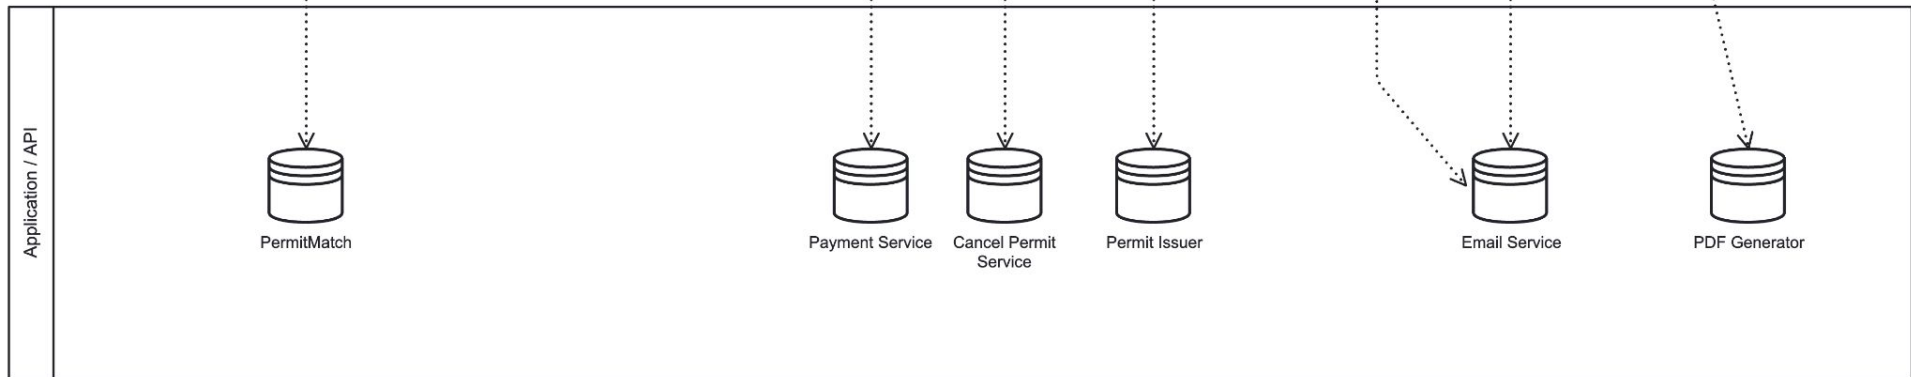 Application / API
PermitMatch
Payment Service
Cancel Permit
Service
Permit Issuer
Email Service
PDF Generator